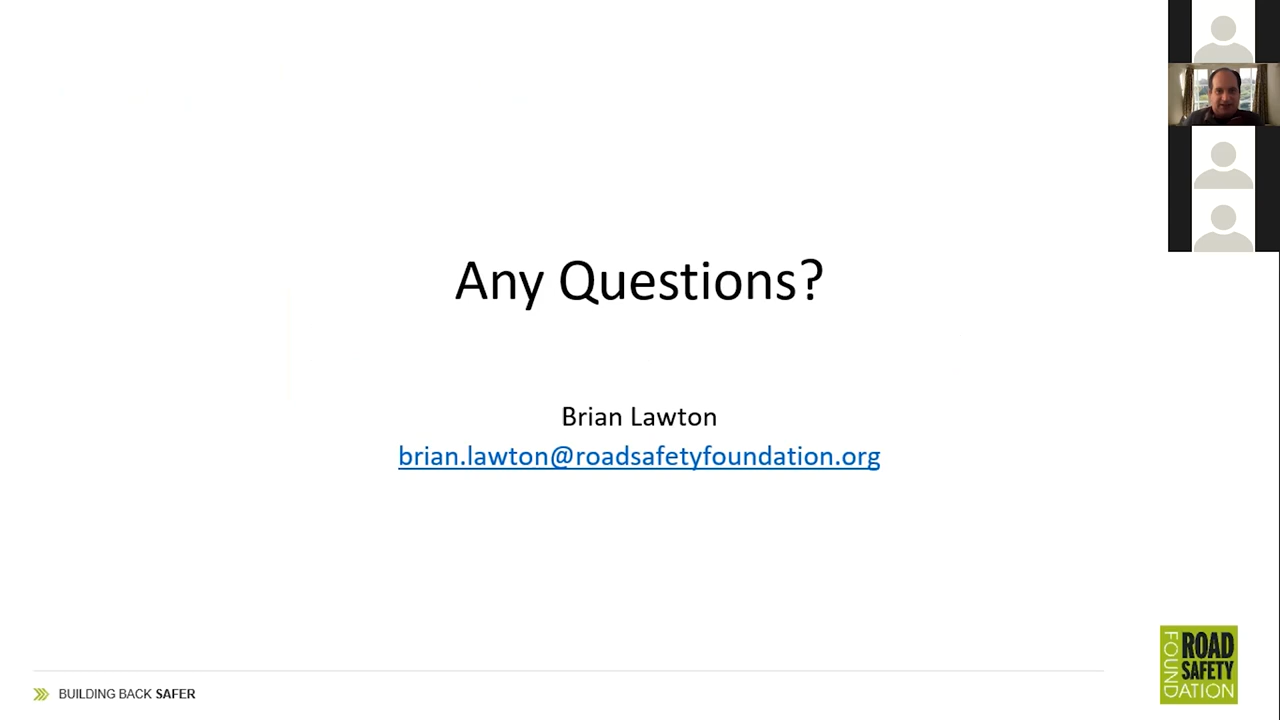 Any Questions?
Brian Lawton
brian.lawton@roadsafetyfoundation.org
BUILDING BACK SAFER
ROAD
SAFETY
FOUNDATION